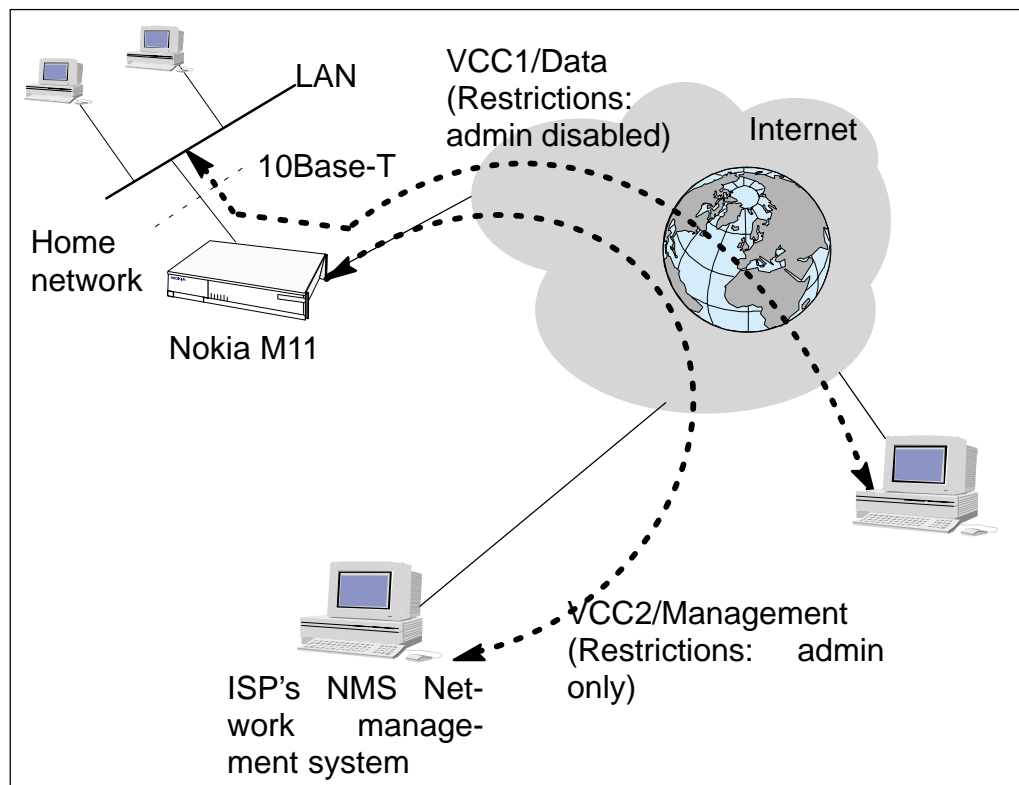 LAN
VCC1/Data
(Restrictions:
admin disabled)
Internet
10Base-T
Home
network
Nokia M11
VCC2/Management
(Restrictions: admin
only)
ISP's NMS Net-
work manage-
ment system